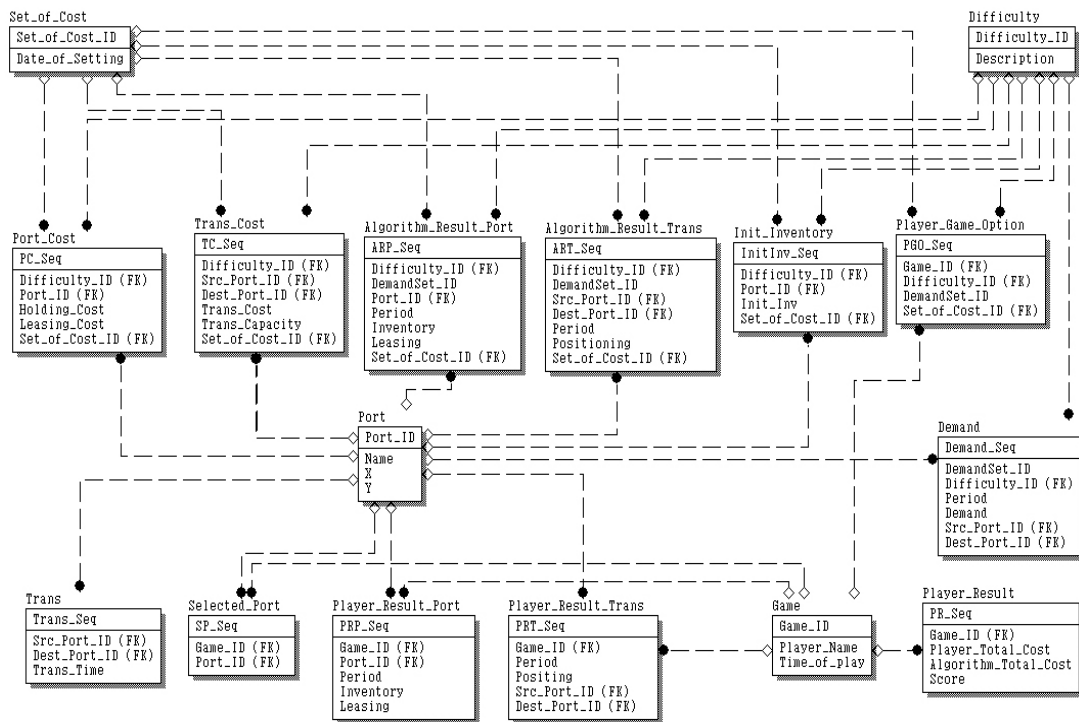 Set_of_Cost
Set_of_Cost_ID
Date_of_Setting
Difficulty
Difficulty_ID
Description
Port_Cost
PC_Seq
Difficulty_ID (FK)
Port_ID (FK)
Holding_Cost
Leasing_Cost
Set_of_Cost_ID (FK)
Trans_Cost
TC_Seq
Difficulty_ID (FK)
Src_Port_ID (FK)
Dest_Port_ID (FK)
Trans_Cost
Trans_Capacity
Set_of_Cost_ID (FK)
Algorithm_Result_Port
ARP_Seq
Difficulty_ID (FK)
DemandSet_ID
Port_ID (FK)
Period
Inventory
Leasing
Set_of_Cost_ID (FK)
Algorithm_Result_Trans
ART_Seq
Difficulty_ID (FK)
DemandSet_ID
Src_Port_ID (FK)
Dest_Port_ID (FK)
Period
Positioning
Set_of_Cost_ID (FK)
Init_Inventory
InitInv_Seq
Difficulty_ID (FK)
Port_ID (FK)
Init_Inv
Set_of_Cost_ID (FK)
Player_Game_Option
PGO_Seq
Game_ID (FK)
Difficulty_ID (FK)
DemandSet_ID
Set_of_Cost_ID (FK)
Port
Port_ID
Name
X
Y
Demand
Demand_Seq
DemandSet_ID
Difficulty_ID (FK)
Period
Demand
Src_Port_ID (FK)
Dest_Port_ID (FK)
Trans
Trans_Seq
Src_Port_ID (FK)
Dest_Port_ID (FK)
Trans_Time
Selected_Port
SP_Seq
Game_ID (FK)
Port_ID (FK)
Player_Result_Port
PRP_Seq
Game_ID (FK)
Port_ID (FK)
Period
Inventory
Leasing
Player_Result_Trans
PRT_Seq
Game_ID (FK)
Period
Positing
Src_Port_ID (FK)
Dest_Port_ID (FK)
Game
Game_ID
Player_Name
Time_of_play
Player_Result
PR_Seq
Game_ID (FK)
Player_Total_Cost
Algorithm_Total_Cost
Score